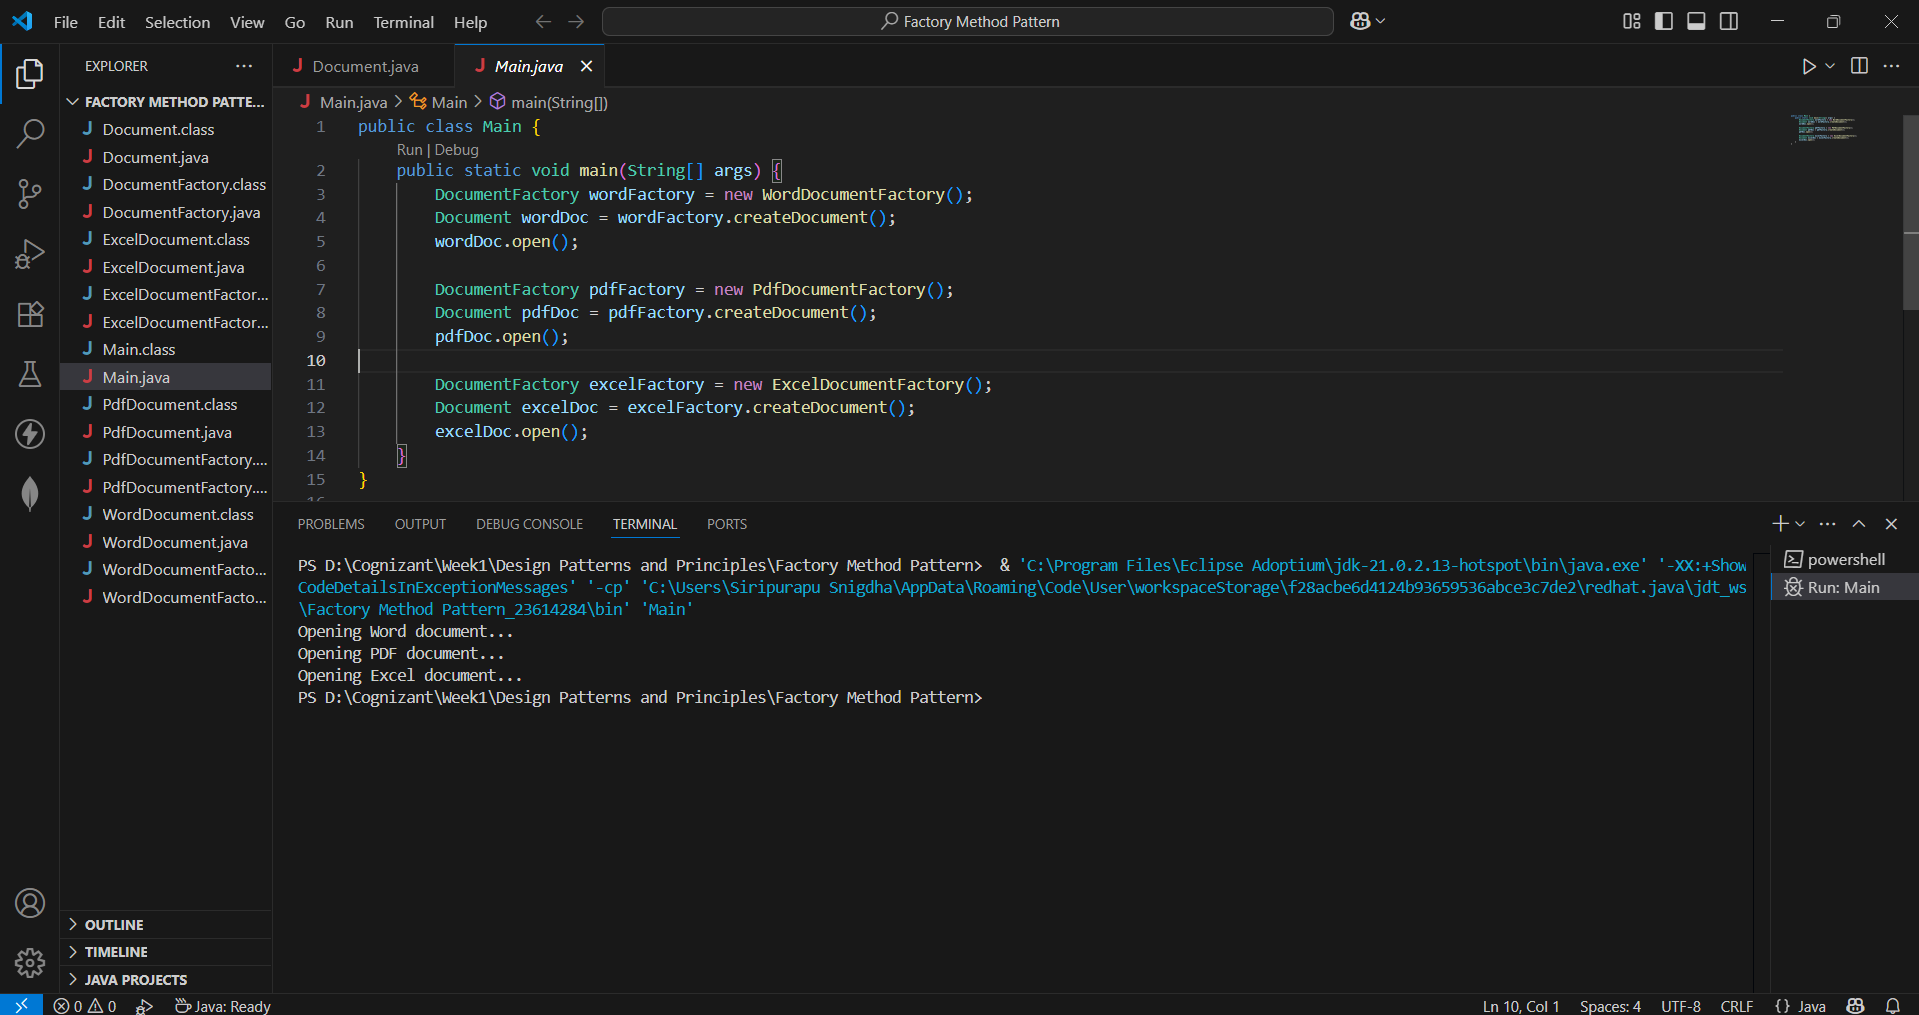 File Edit Selection View Go Run Terminal Help
Factory Method Pattern
EXPLORER
FACTORY METHOD PATTE...
Document.class
Document.java
DocumentFactory.class
DocumentFactory.java
ExcelDocument.class
ExcelDocument.java
ExcelDocumentFactor...
ExcelDocumentFactor...
Main.class
Main.java
PdfDocument.class
PdfDocument.java
PdfDocumentFactory....
PdfDocumentFactory....
WordDocument.class
WordDocument.java
WordDocumentFacto...
WordDocumentFacto...
OUTLINE
TIMELINE
JAVA PROJECTS
Document.java Main.java
Main.java > Main > main(String[])
1 public class Main {
Run | Debug
2 public static void main(String[] args) {
3 DocumentFactory wordFactory = new WordDocumentFactory();
4 Document wordDoc = wordFactory.createDocument();
5 wordDoc.open();
6
7 DocumentFactory pdfFactory = new PdfDocumentFactory();
8 Document pdfDoc = pdfFactory.createDocument();
9 pdfDoc.open();
10
11 DocumentFactory excelFactory = new ExcelDocumentFactory();
12 Document excelDoc = excelFactory.createDocument();
13 excelDoc.open();
14 }
15 }
PROBLEMS OUTPUT DEBUG CONSOLE TERMINAL PORTS
PS D:\Cognizant\Week1\Design Patterns and Principles\Factory Method Pattern> & 'C:\Program Files\Eclipse Adoptium\jdk-21.0.2.13-hotspot\bin\java.exe' '-XX:+Show
CodeDetailsInExceptionMessages' '-cp' 'C:\Users\Siripurapu Snigdha\AppData\Roaming\Code\User\workspaceStorage\f28acbe6d4124b93659536abce3c7de2\redhat.java\jdt_ws
\Factory Method Pattern_23614284\bin' 'Main'
Opening Word document...
Opening PDF document...
Opening Excel document...
PS D:\Cognizant\Week1\Design Patterns and Principles\Factory Method Pattern>
powershell
Run: Main
0 0 Java: Ready
Ln 10, Col 1 Spaces: 4 UTF-8 CRLF {} Java